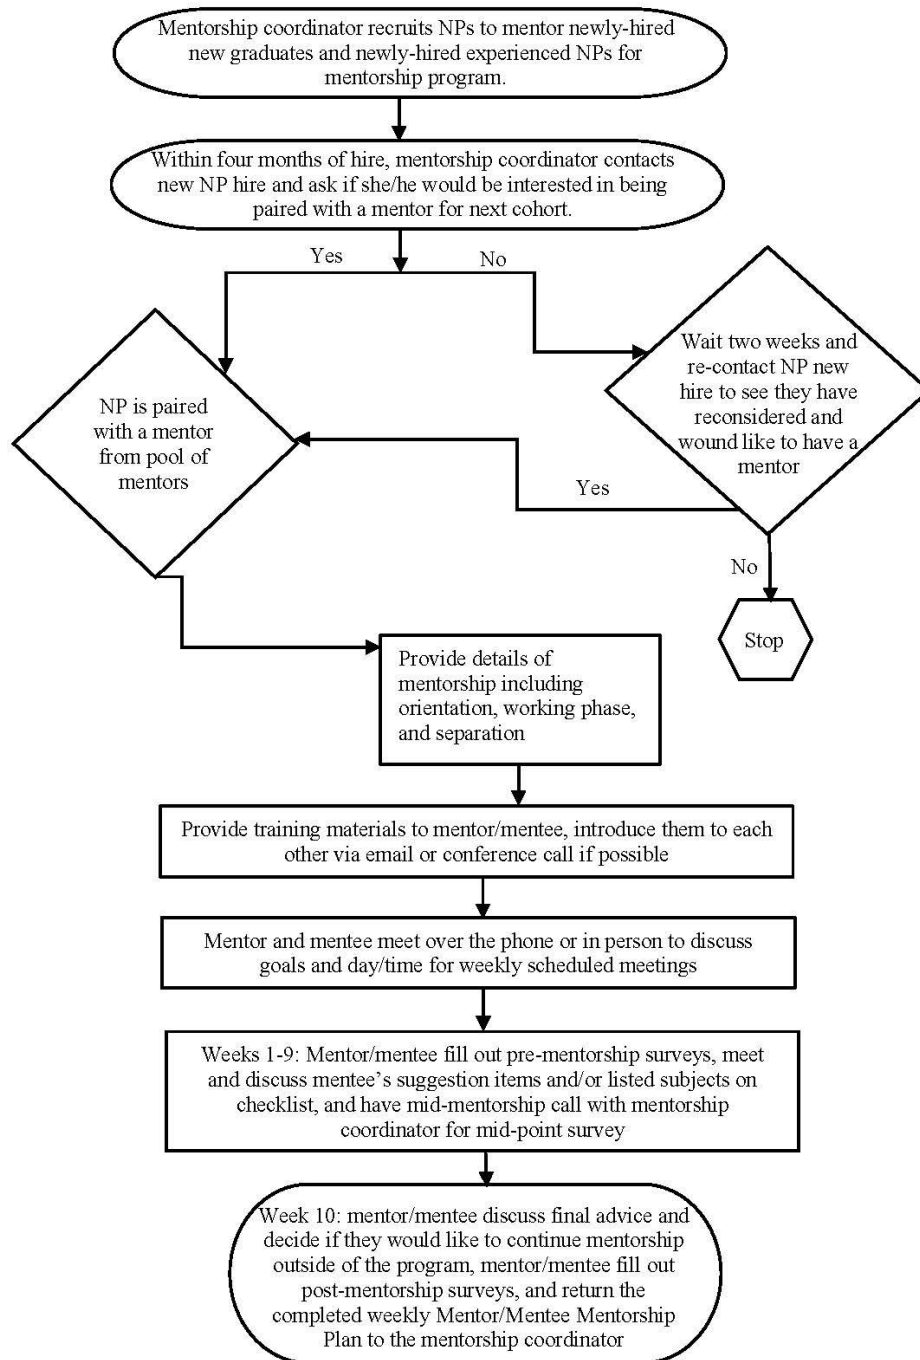 Mentorship coordinator recruits NPs to mentor newly-hired
new graduates and newly-hired experienced NPs for
mentorship program.
Within four months of hire, mentorship coordinator contacts
new NP hire and ask if she/he would be interested in being
paired with a mentor for next cohort.
Yes
No
Wait two weeks and
re-contact NP new
hire to see they have
reconsidered and
wound like to have a
mentor
NP is paired
with a mentor
from pool of
mentors
Yes
No
Stop
Provide details of
mentorship including
orientation, working phase,
and separation
Provide training materials to mentor/mentee, introduce them to each
other via email or conference call if possible
Mentor and mentee meet over the phone or in person to discuss
goals and day/time for weekly scheduled meetings
Weeks 1-9: Mentor/mentee fill out pre-mentorship surveys, meet
and discuss mentee’s suggestion items and/or listed subjects on
checklist, and have mid-mentorship call with mentorship
coordinator for mid-point survey
Week 10: mentor/mentee discuss final advice and
decide if they would like to continue mentorship
outside of the program, mentor/mentee fill out
post-mentorship surveys, and return the
completed weekly Mentor/Mentee Mentorship
Plan to the mentorship coordinator